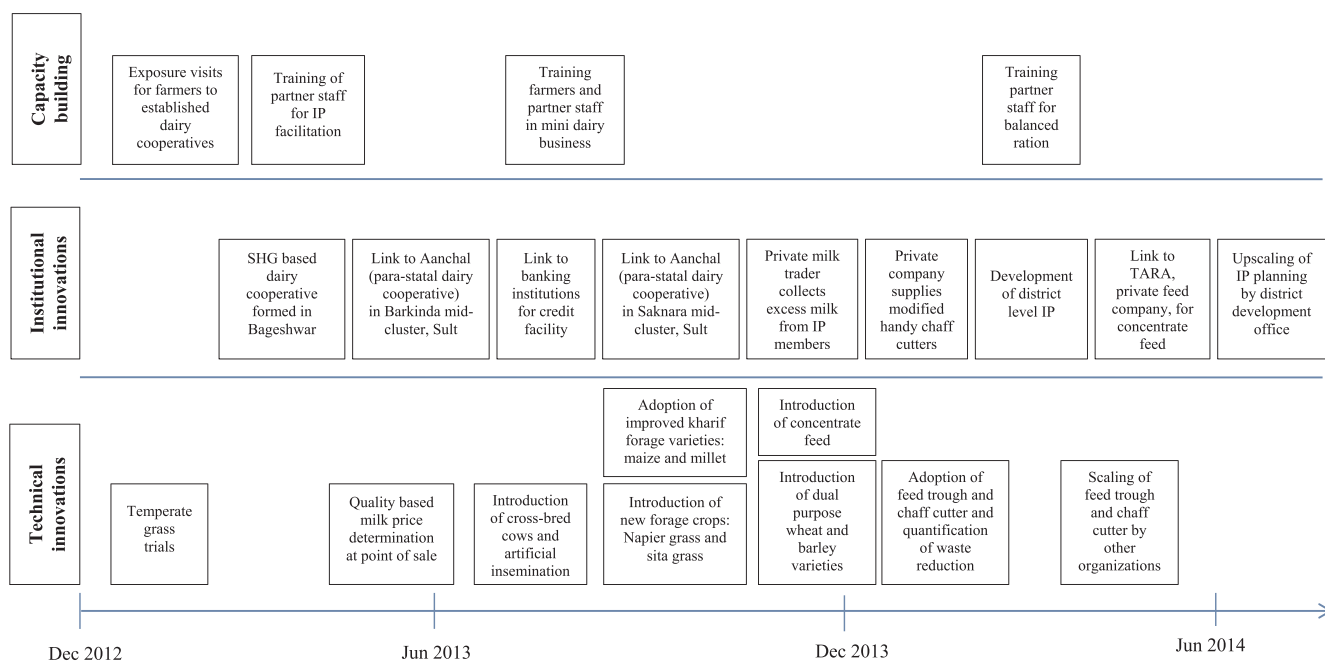 Capacity
building
Exposure visits
for farmers to
established
dairy
cooperatives
Training of
partner staff
for IP
facilitation
Training
farmers and
partner staff
in mini dairy
business
Training
partner
staff for
balanced
ration
Institutional
innovations
SHG based
dairy
cooperative
formed in
Bageshwar
Link to Aanchal
(para-statal dairy
cooperative)
in Barkinda mid-
cluster, Sult
Link to
banking
institutions
for credit
facility
Link to Aanchal
(para-statal dairy
cooperative) in
Saknara mid-
cluster, Sult
Private milk
trader
collects
excess milk
from IP
members
Private
company
supplies
modified
handy chaff
cutters
Development
of district
level IP
Link to
TARA,
private feed
company, for
concentrate
feed
Upscaling of
IP planning
by district
development
office
Technical
innovations
Temperate
grass
trials
Quality based
milk price
determination
at point of sale
Introduction
of cross-bred
cows and
artificial
insemination
Adoption of
improved kharif
forage varieties:
maize and millet
Introduction of
new forage crops:
Napier grass and
sita grass
Introduction
of concentrate
feed
Introduction
of dual
purpose
wheat and
barley
varieties
Adoption of
feed trough and
chaff cutter and
quantification
of waste
reduction
Scaling of
feed trough
and chaff
cutter by
other
organizations
Dec 2012
Jun 2013
Dec 2013
Jun 2014